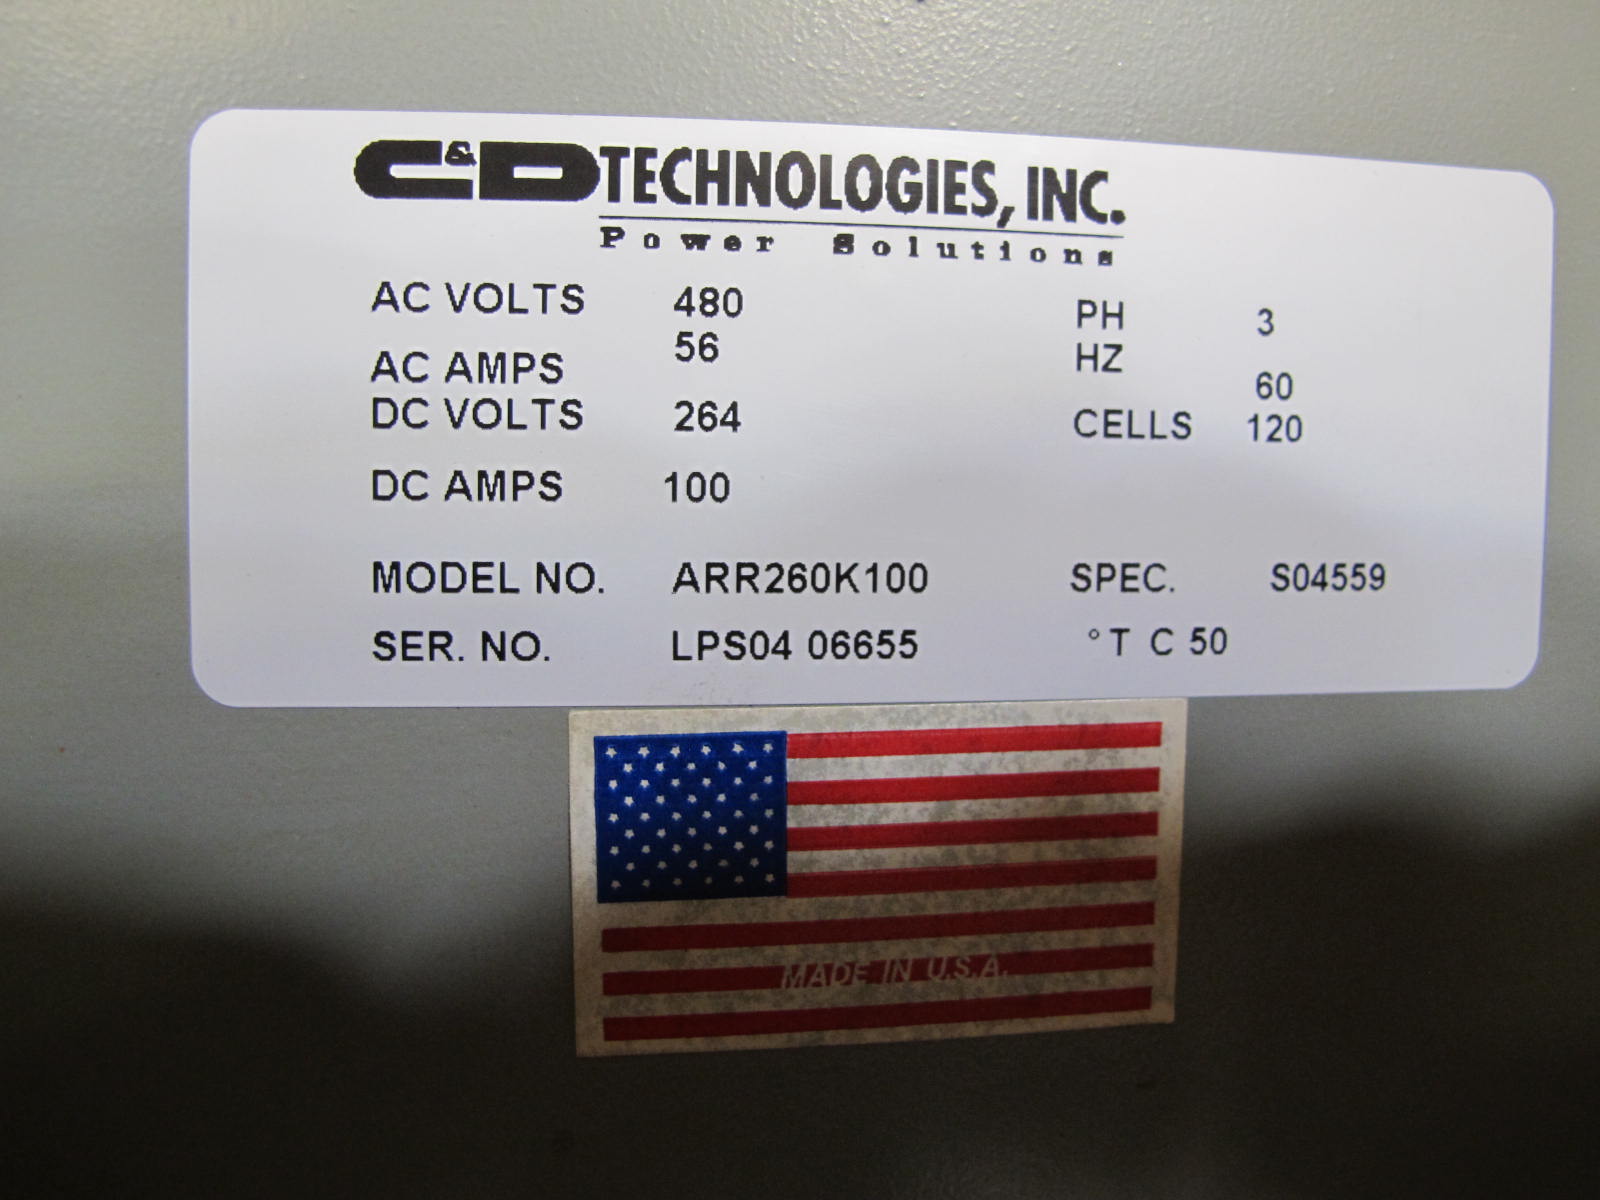 C&D TECHNOLOGIES, INC.
Power Solutions
AC VOLTS 480 PH 3
AC AMPS 56 HZ 60
DC VOLTS 264 CELLS 120
DC AMPS 100
MODEL NO. ARR260K100 SPEC. S04559
SER. NO. LPS04 06655 °T C 50
MADE IN U.S.A.